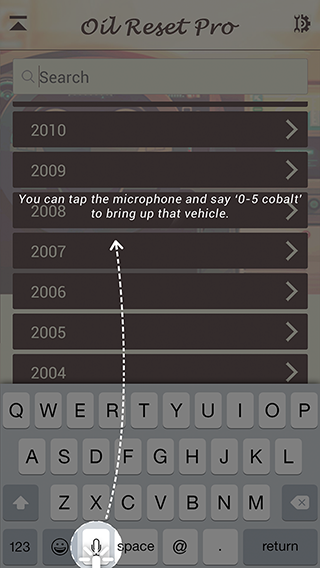 Oil Reset Pro
Search
2010
2009
You can tap the microphone and say '0-5 cobalt'
2008
to bring up that vehicle.
2007
2006
2005
2004
Q W E R T Y U I O P
A S D F G H J K L
Z X C V B N M
123 space @ . return